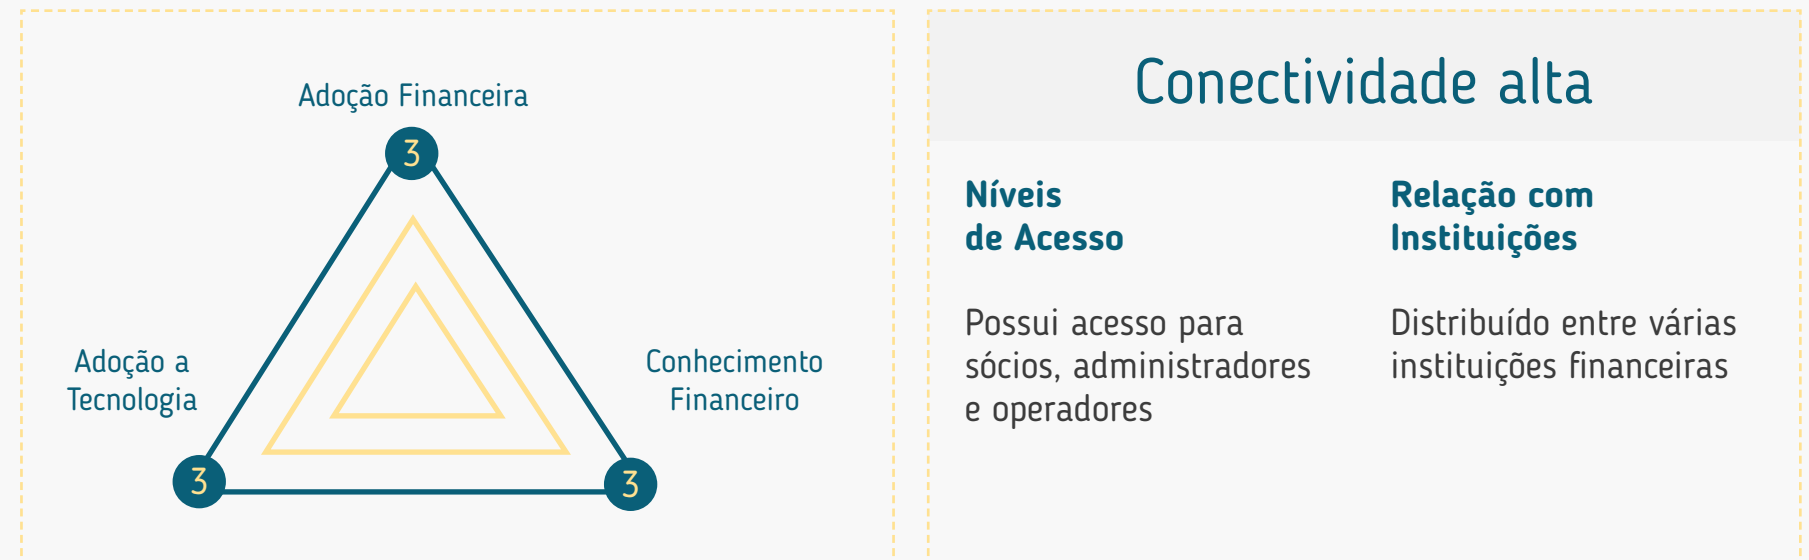 Adoção Financeira
3
Adoção a
Tecnologia
Conhecimento
Financeiro
3
3
Conectividade alta
Níveis
de Acesso
Possui acesso para
sócios, administradores
e operadores
Relação com
Instituições
Distribuído entre várias
instituições financeiras